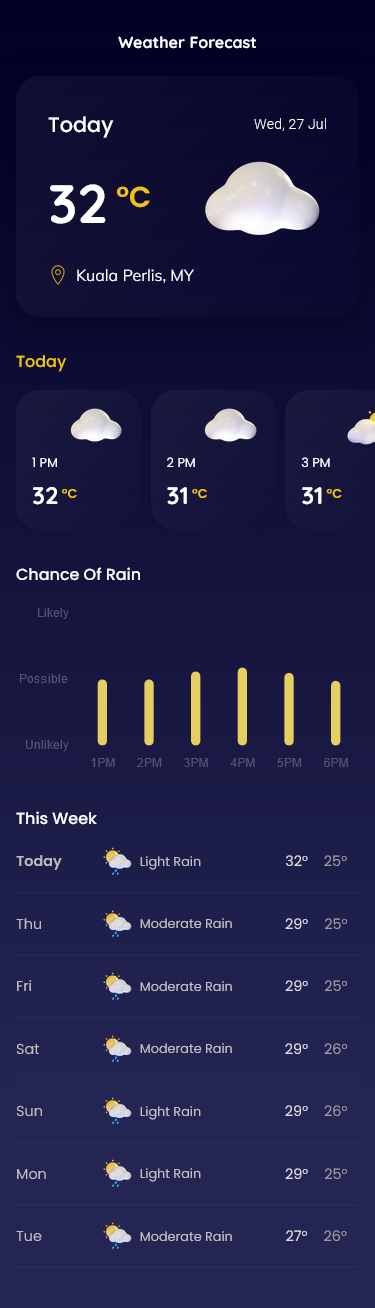 Weather Forecast
Today Wed, 27 Jul
32 °C
Kuala Perlis, MY
Today
1 PM 2 PM 3 PM
32 °C 31 °C 31 °C
Chance Of Rain
Likely
Possible
Unlikely
1PM 2PM 3PM 4PM 5PM 6PM
This Week
Today Light Rain 32° 25°
Thu Moderate Rain 29° 25°
Fri Moderate Rain 29° 25°
Sat Moderate Rain 29° 26°
Sun Light Rain 29° 26°
Mon Light Rain 29° 25°
Tue Moderate Rain 27° 26°